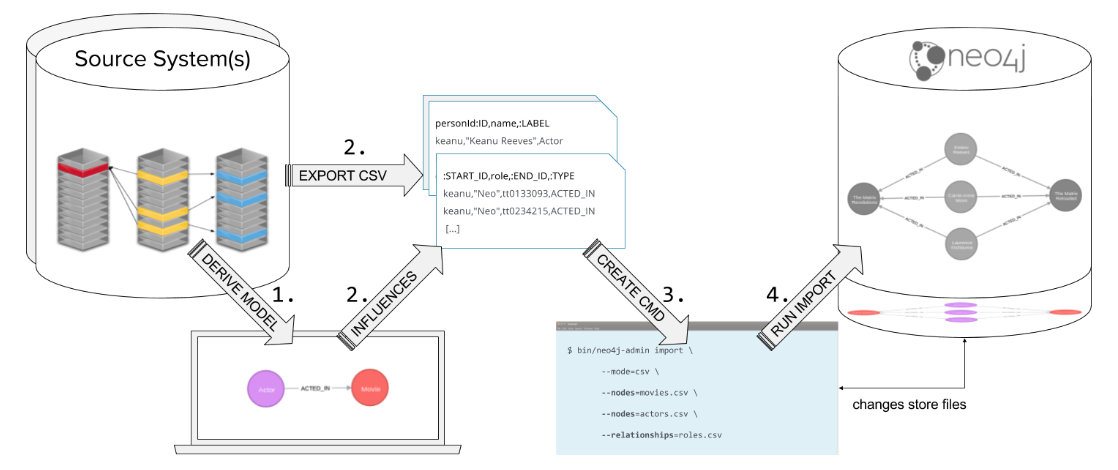 Source System(s)
2.
EXPORT CSV
DERIVE MODEL
1.
2.
INFLUENCES
Actor
ACTED_IN
Movie
personId:ID,name,:LABEL
keanu,"Keanu Reeves",Actor
:START_ID,role,:END_ID,:TYPE
keanu,"Neo",tt0133093,ACTED_IN
keanu,"Neo",tt0234215,ACTED_IN
[...]
CREATE CMD
3.
$ bin/neo4j-admin import \
--mode=csv \
--nodes=movies.csv \
--nodes=actors.csv \
--relationships=roles.csv
4.
RUN IMPORT
neo4j
Keanu
Reeves
ACTED_IN
ACTED_IN
The Matrix
Revolutions
ACTED_IN
Carrie-Anne
Moss
ACTED_IN
The Matrix
Reloaded
ACTED_IN
ACTED_IN
Laurence
Fishburne
changes store files